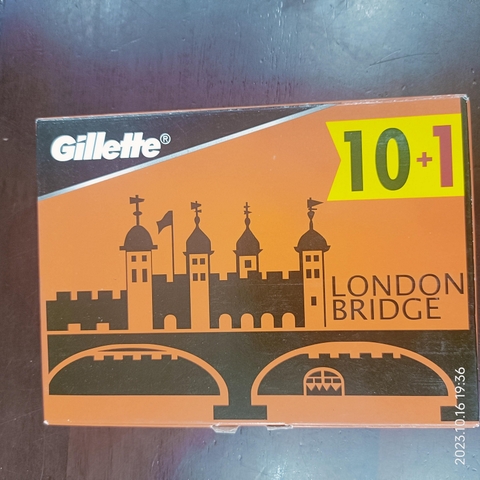 Gillette®
10+1
LONDON
BRIDGE
2023.10.16 19:36